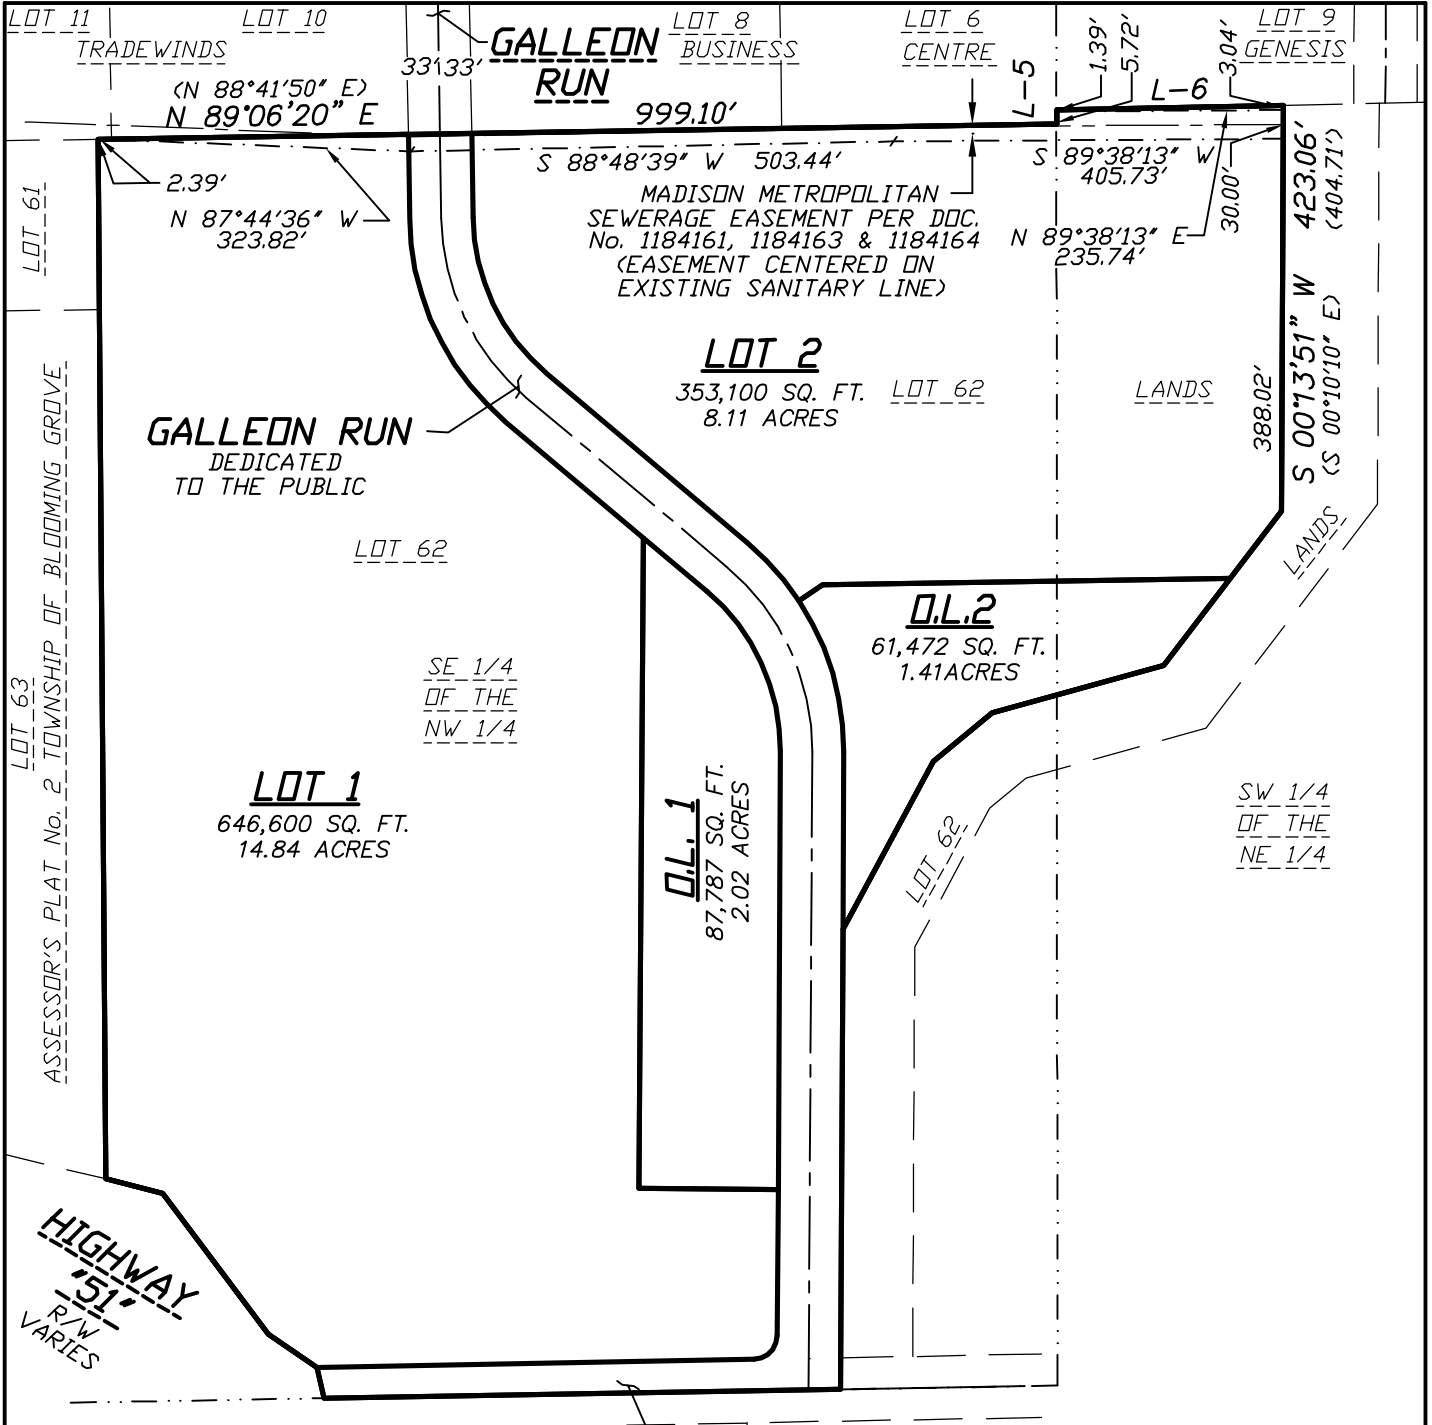 LOT 11
LOT 10
TRADEWINDS
GALLEON
RUN
LOT 8
BUSINESS
LOT 6
CENTRE
LOT 9
GENESIS
33' 33'
(N 88°41'50" E)
N 89°06'20" E
999.10'
L-5
1.39'
5.72'
L-6
3.04'
2.39'
N 87°44'36" W
323.82'
S 88°48'39" W 503.44'
MADISON METROPOLITAN
SEWERAGE EASEMENT PER DOC.
No. 1184161, 1184163 & 1184164
(EASEMENT CENTERED ON
EXISTING SANITARY LINE)
S 89°38'13" W
405.73'
N 89°38'13" E
235.74'
30.00'
S 00°13'51" W 423.06'
(S 00°10'10" E) (404.71')
388.02'
LOT 61
LOT 2
353,100 SQ. FT.
8.11 ACRES
LOT 62
LANDS
LANDS
GALLEON RUN
DEDICATED
TO THE PUBLIC
LOT 62
LOT 63
ASSESSOR'S PLAT No. 2 TOWNSHIP OF BLOOMING GROVE
O.L.2
61,472 SQ. FT.
1.41ACRES
SE 1/4
OF THE
NW 1/4
LOT 1
646,600 SQ. FT.
14.84 ACRES
O.L. 1
87,787 SQ. FT.
2.02 ACRES
LOT 62
SW 1/4
OF THE
NE 1/4
HIGHWAY
"51"
R/W
VARIES